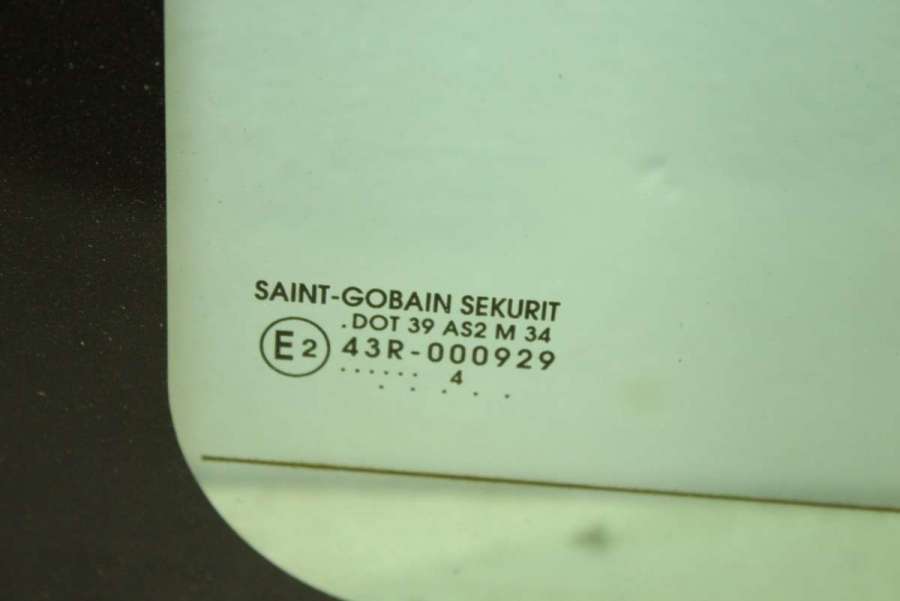 SAINT-GOBAIN SEKURIT
.DOT 39 AS2 M 34
E2 43R-000929
...... 4
. . . . .